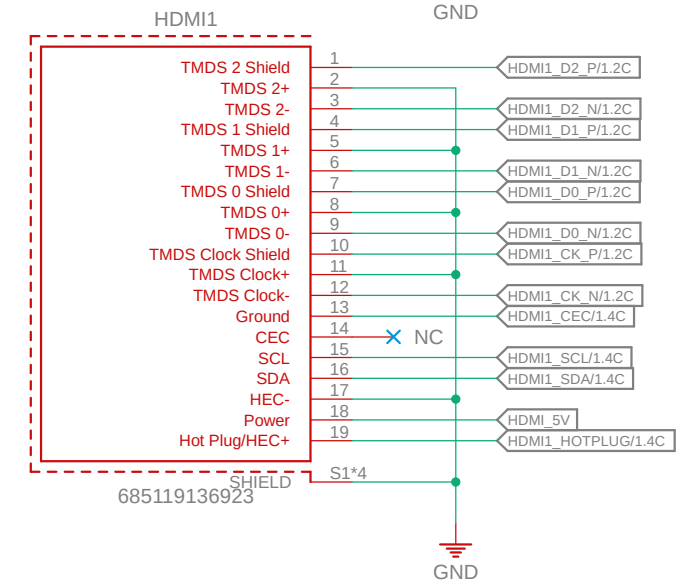 GND
HDMI1
TMDS 2 Shield 1 HDMI1_D2_P/1.2C
TMDS 2+ 2
TMDS 2- 3 HDMI1_D2_N/1.2C
TMDS 1 Shield 4 HDMI1_D1_P/1.2C
TMDS 1+ 5
TMDS 1- 6 HDMI1_D1_N/1.2C
TMDS 0 Shield 7 HDMI1_D0_P/1.2C
TMDS 0+ 8
TMDS 0- 9 HDMI1_D0_N/1.2C
TMDS Clock Shield 10 HDMI1_CK_P/1.2C
TMDS Clock+ 11
TMDS Clock- 12 HDMI1_CK_N/1.2C
Ground 13 HDMI1_CEC/1.4C
CEC 14 NC
SCL 15 HDMI1_SCL/1.4C
SDA 16 HDMI1_SDA/1.4C
HEC- 17
Power 18 HDMI_5V
Hot Plug/HEC+ 19 HDMI1_HOTPLUG/1.4C
SHIELD S1*4
685119136923
GND